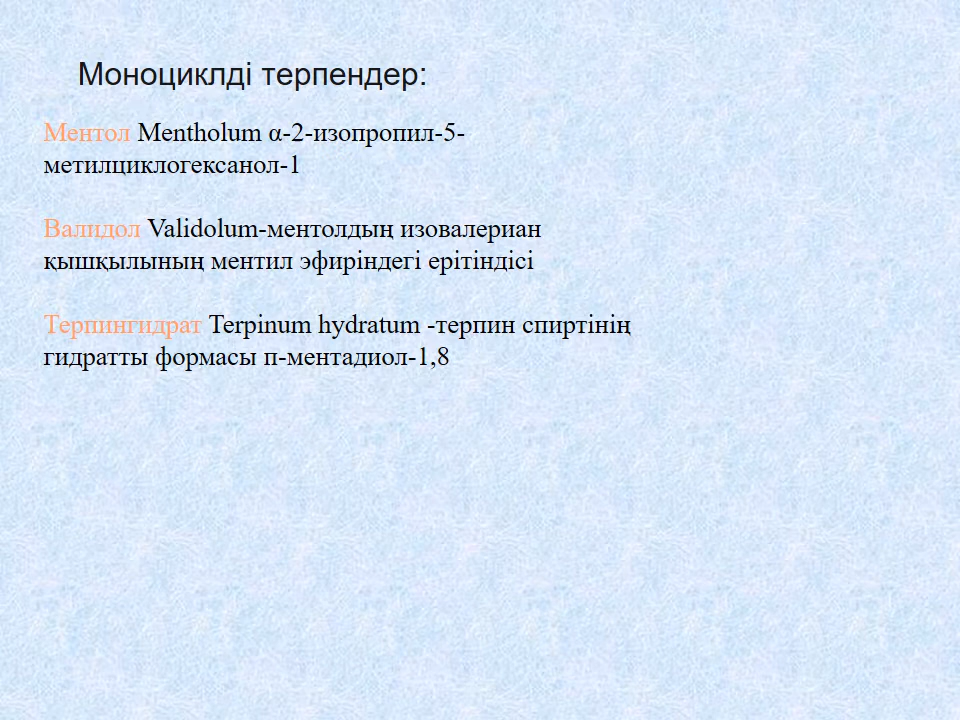 Моноциклді терпендер:
Ментол Mentholum α-2-изопропил-5-
метилциклогексанол-1
Валидол Validolum-ментолдың изовалериан
қышқылының ментил эфиріндегі ерітіндісі
Терпингидрат Terpinum hydratum -терпин спиртінің
гидратты формасы п-ментадиол-1,8